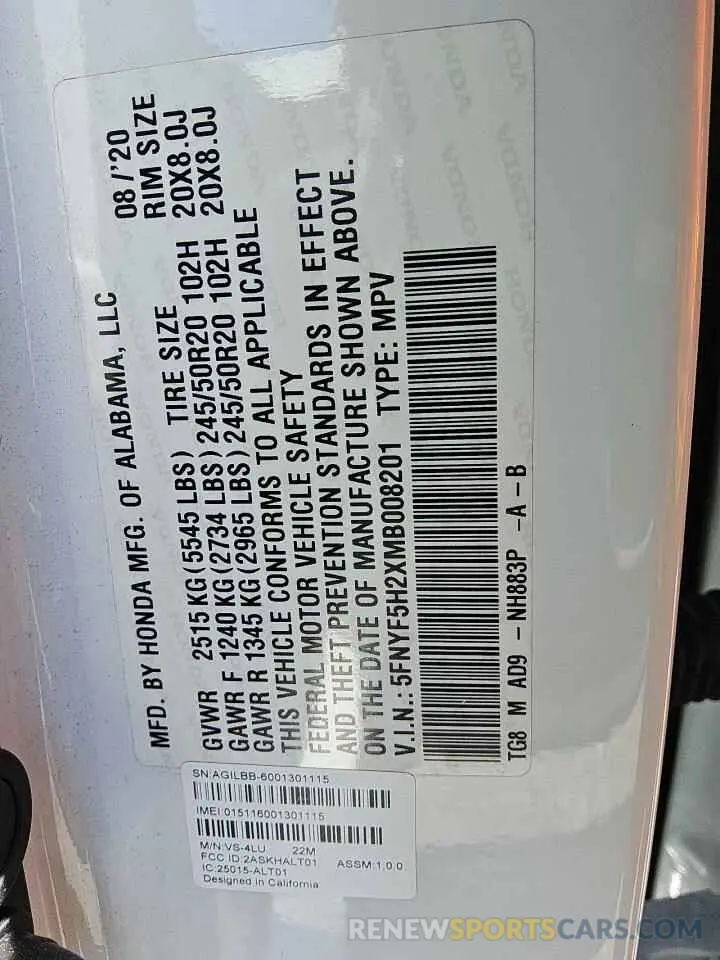 MFD. BY HONDA MFG. OF ALABAMA, LLC 08/'20
GVWR 2515 KG(5545 LBS) TIRE SIZE RIM SIZE
GAWR F 1240 KG(2734 LBS)245/50R20 102H 20X8.0J
GAWR R 1345 KG(2965 LBS)245/50R20 102H 20X8.0J
THIS VEHICLE CONFORMS TO ALL APPLICABLE
FEDERAL MOTOR VEHICLE SAFETY
AND THEFT PREVENTION STANDARDS IN EFFECT
ON THE DATE OF MANUFACTURE SHOWN ABOVE.
V.I.N.:5FNYF5H2XMB008201 TYPE: MPV
TG8 M AD9 -NH883P -A-B
SN:AGILBB-6001301115
IMEI:015116001301115
M/N:VS-4LU 22M
FCC ID:2ASKHALT01 ASSM:1.0.0
IC:25015-ALT01
Designed in California
RENEWSPORTSCARS.COM